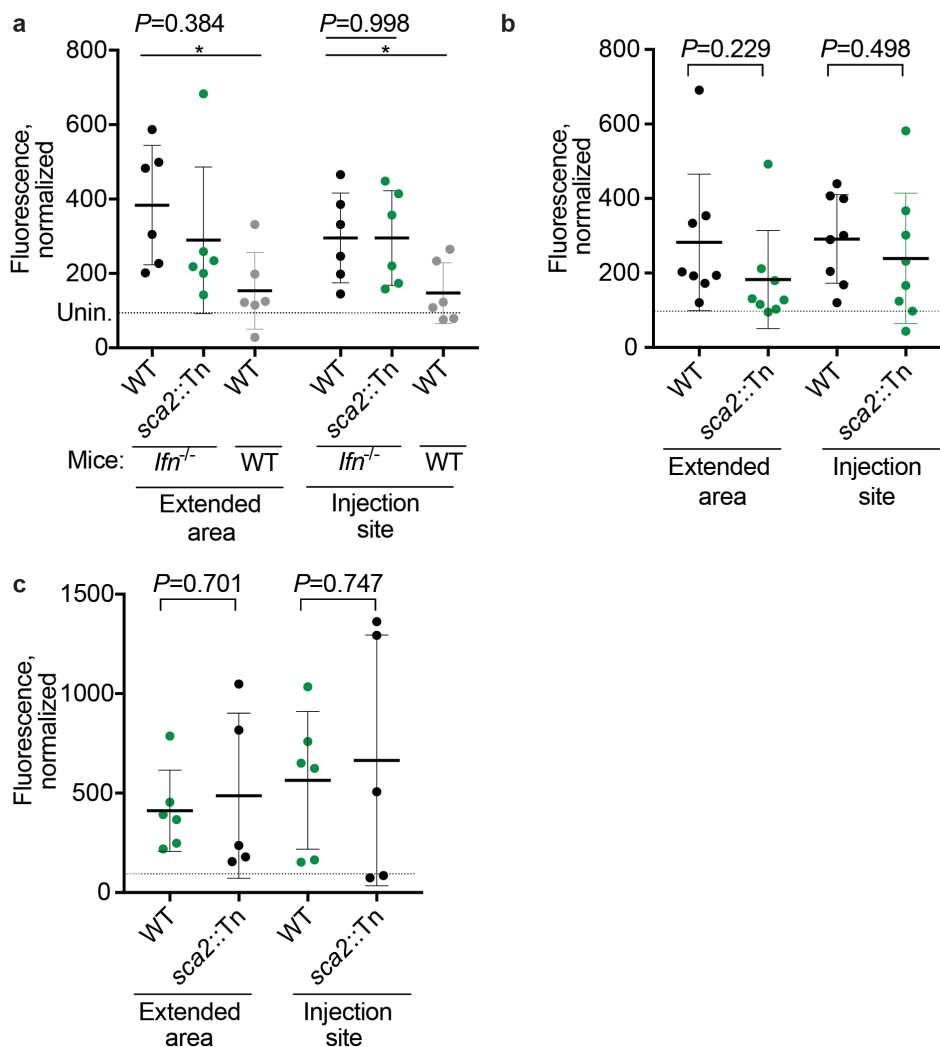 a
P=0.384
P=0.998
*
*
800
600
400
200
0
Unin.
Fluorescence,
normalized
WT
sca2::Tn
WT
WT
sca2::Tn
WT
Mice:
Ifn-/-
WT
Ifn-/-
WT
Extended
area
Injection
site
b
P=0.229
P=0.498
800
600
400
200
0
Fluorescence,
normalized
WT
sca2::Tn
WT
sca2::Tn
Extended
area
Injection
site
c
P=0.701
P=0.747
1500
1000
500
0
Fluorescence,
normalized
WT
sca2::Tn
WT
sca2::Tn
Extended
area
Injection
site